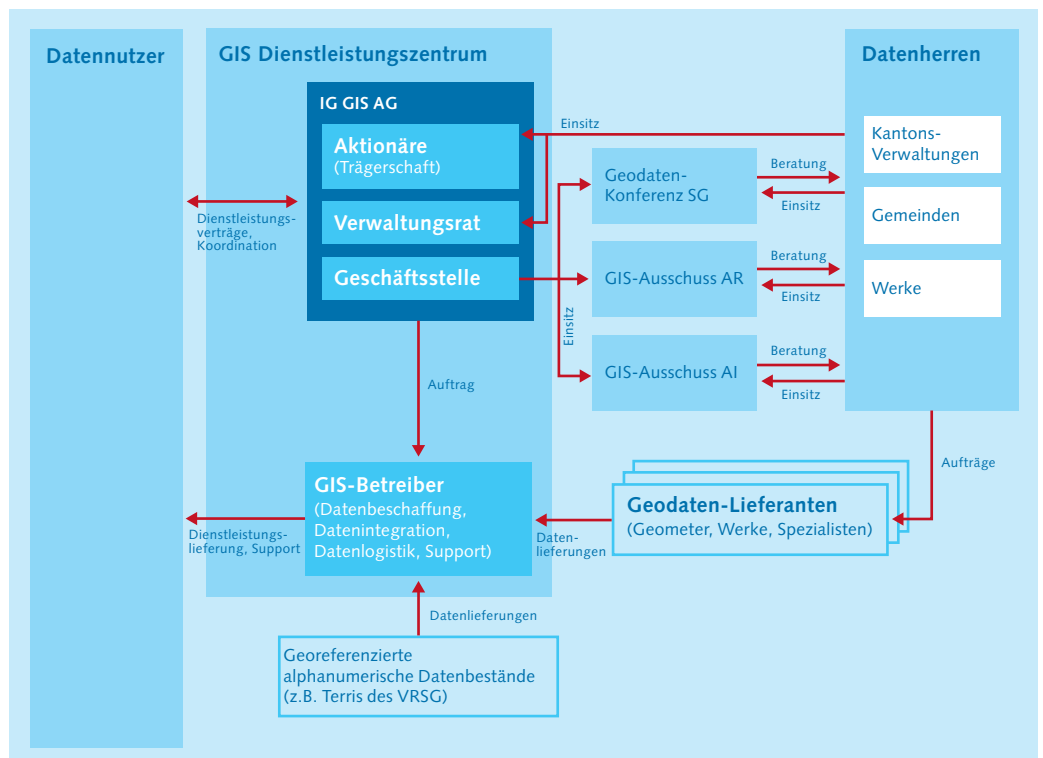 Datennutzer
GIS Dienstleistungszentrum
Datenherren
IG GIS AG
Aktionäre
(Trägerschaft)
Verwaltungsrat
Geschäftsstelle
Einsitz
Geodaten-
Konferenz SG
GIS-Ausschuss AR
GIS-Ausschuss AI
Einsitz
Beratung
Einsitz
Beratung
Einsitz
Beratung
Einsitz
Kantons-
Verwaltungen
Gemeinden
Werke
Dienstleistungs-
verträge,
Koordination
Auftrag
Aufträge
GIS-Betreiber
(Datenbeschaffung,
Datenintegration,
Datenlogistik, Support)
Dienstleistungs-
lieferung, Support
Daten-
lieferungen
Geodaten-Lieferanten
(Geometer, Werke, Spezialisten)
Datenlieferungen
Georeferenzierte
alphanumerische Datenbestände
(z.B. Terris des VRSG)